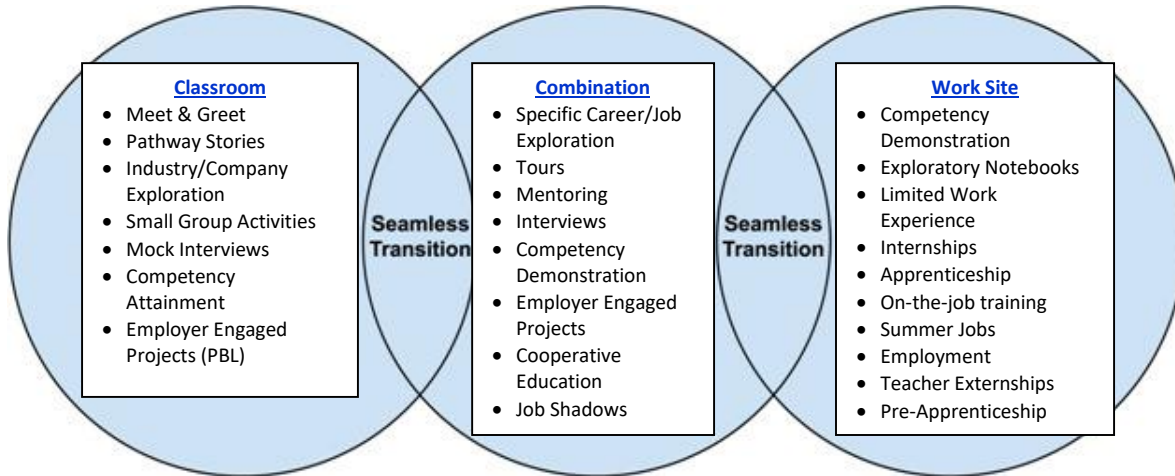 Classroom
• Meet & Greet
• Pathway Stories
• Industry/Company
Exploration
• Small Group Activities
• Mock Interviews
• Competency
Attainment
• Employer Engaged
Projects (PBL)
Seamless
Transition
Combination
• Specific Career/Job
Exploration
• Tours
• Mentoring
• Interviews
• Competency
Demonstration
• Employer Engaged
Projects
• Cooperative
Education
• Job Shadows
Seamless
Transition
Work Site
• Competency
Demonstration
• Exploratory Notebooks
• Limited Work
Experience
• Internships
• Apprenticeship
• On-the-job training
• Summer Jobs
• Employment
• Teacher Externships
• Pre-Apprenticeship